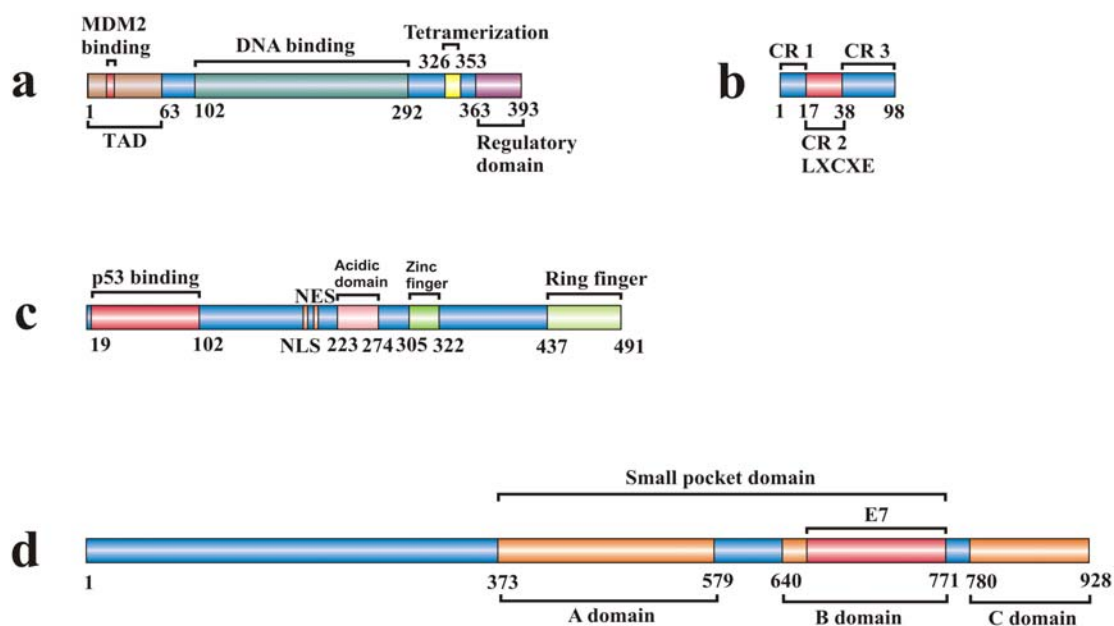 a
MDM2
binding
DNA binding
Tetramerization
326 353
1 63 102 292 363 393
TAD
Regulatory
domain
b
CR 1 CR 3
1 17 38 98
CR 2
LXCXE
c
p53 binding
NES
Acidic
domain
Zinc
finger
Ring finger
19 102 NLS 223 274 305 322 437 491
Small pocket domain
E7
d
1 373 579 640 771 780 928
A domain B domain C domain